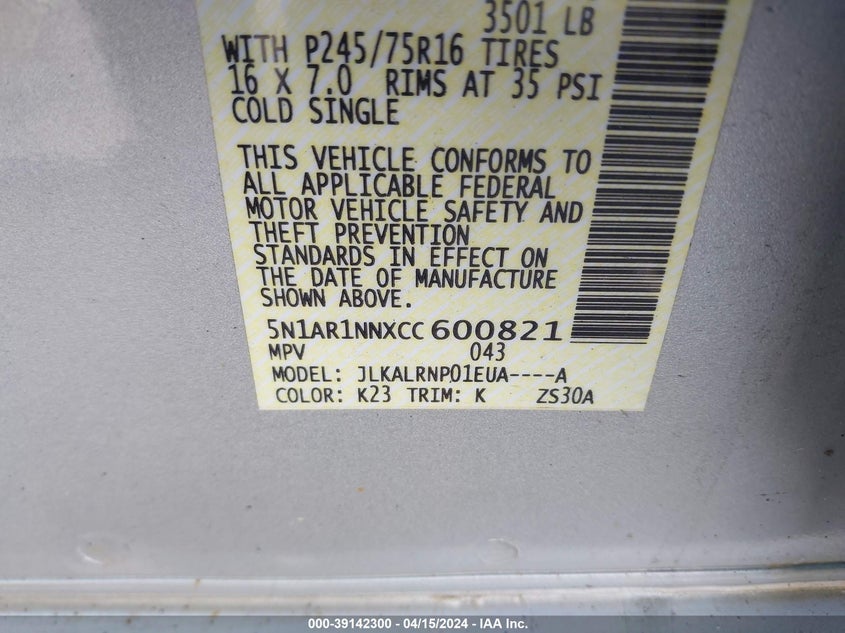 3501 LB
WITH P245/75R16 TIRES
16 X 7.0 RIMS AT 35 PSI
COLD SINGLE
THIS VEHICLE CONFORMS TO
ALL APPLICABLE FEDERAL
MOTOR VEHICLE SAFETY AND
THEFT PREVENTION
STANDARDS IN EFFECT ON
THE DATE OF MANUFACTURE
SHOWN ABOVE.
5N1AR1NNXCC600821
MPV 043
MODEL: JLKALRNP01EUA----A
COLOR: K23 TRIM: K ZS30A
000-39142300 - 04/15/2024 - IAA Inc.